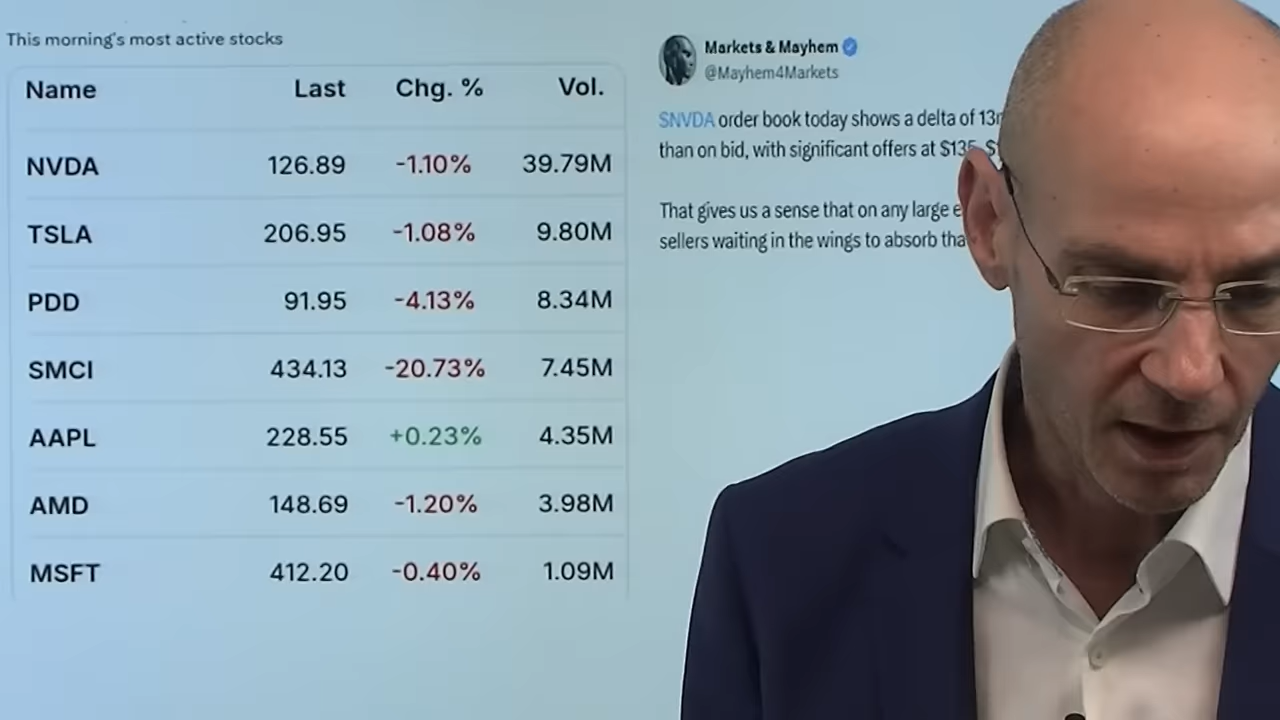 This morning's most active stocks
Name Last Chg. % Vol.
NVDA 126.89 -1.10% 39.79M
TSLA 206.95 -1.08% 9.80M
PDD 91.95 -4.13% 8.34M
SMCI 434.13 -20.73% 7.45M
AAPL 228.55 +0.23% 4.35M
AMD 148.69 -1.20% 3.98M
MSFT 412.20 -0.40% 1.09M
Markets & Mayhem
@Mayhem4Markets
$NVDA order book today shows a delta of
than on bid, with significant offers at $135,
That gives us a sense that on any large
sellers waiting in the wings to absorb